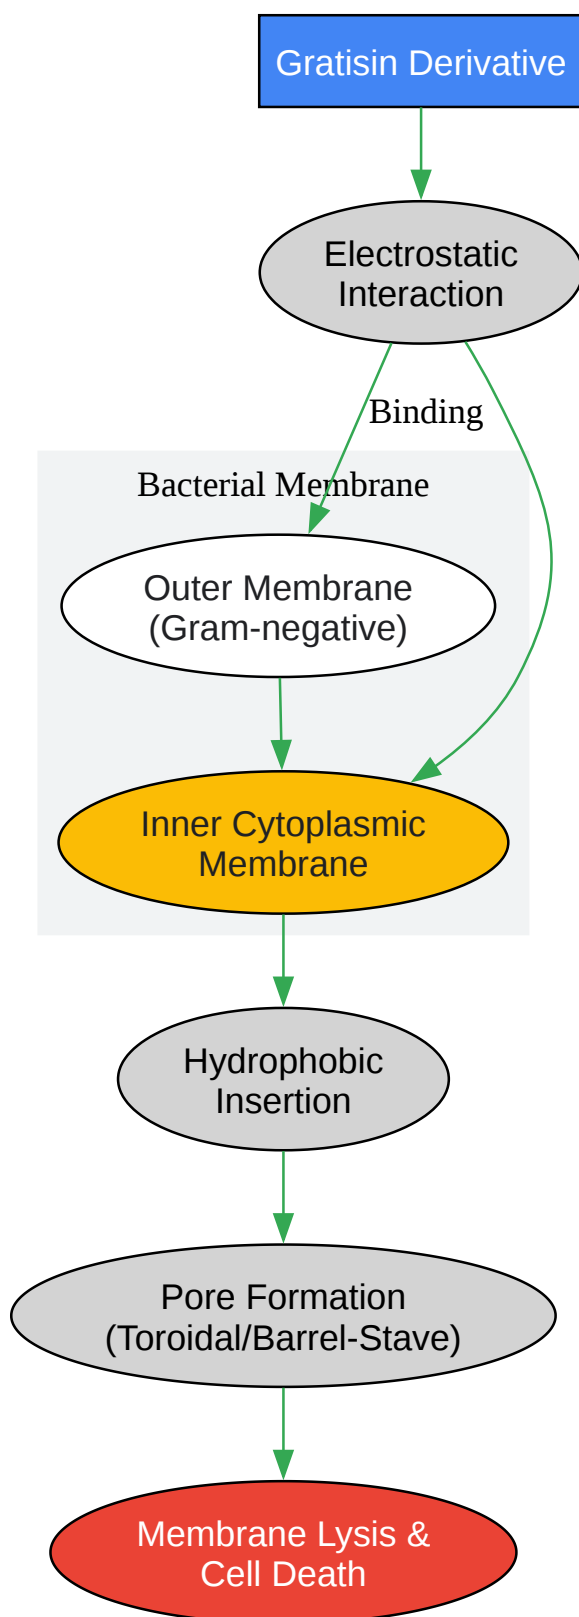 Gratisin Derivative
Electrostatic
Interaction
Binding
Bacterial Membrane
Outer Membrane
(Gram-negative)
Inner Cytoplasmic
Membrane
Hydrophobic
Insertion
Pore Formation
(Toroidal/Barrel-Stave)
Membrane Lysis &
Cell Death